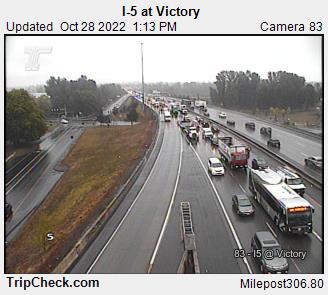 I-5 at Victory
Updated Oct 28 2022 1:13 PM
Camera 83
S
83 - I5 @ Victory
TripCheck.com
Milepost306.80